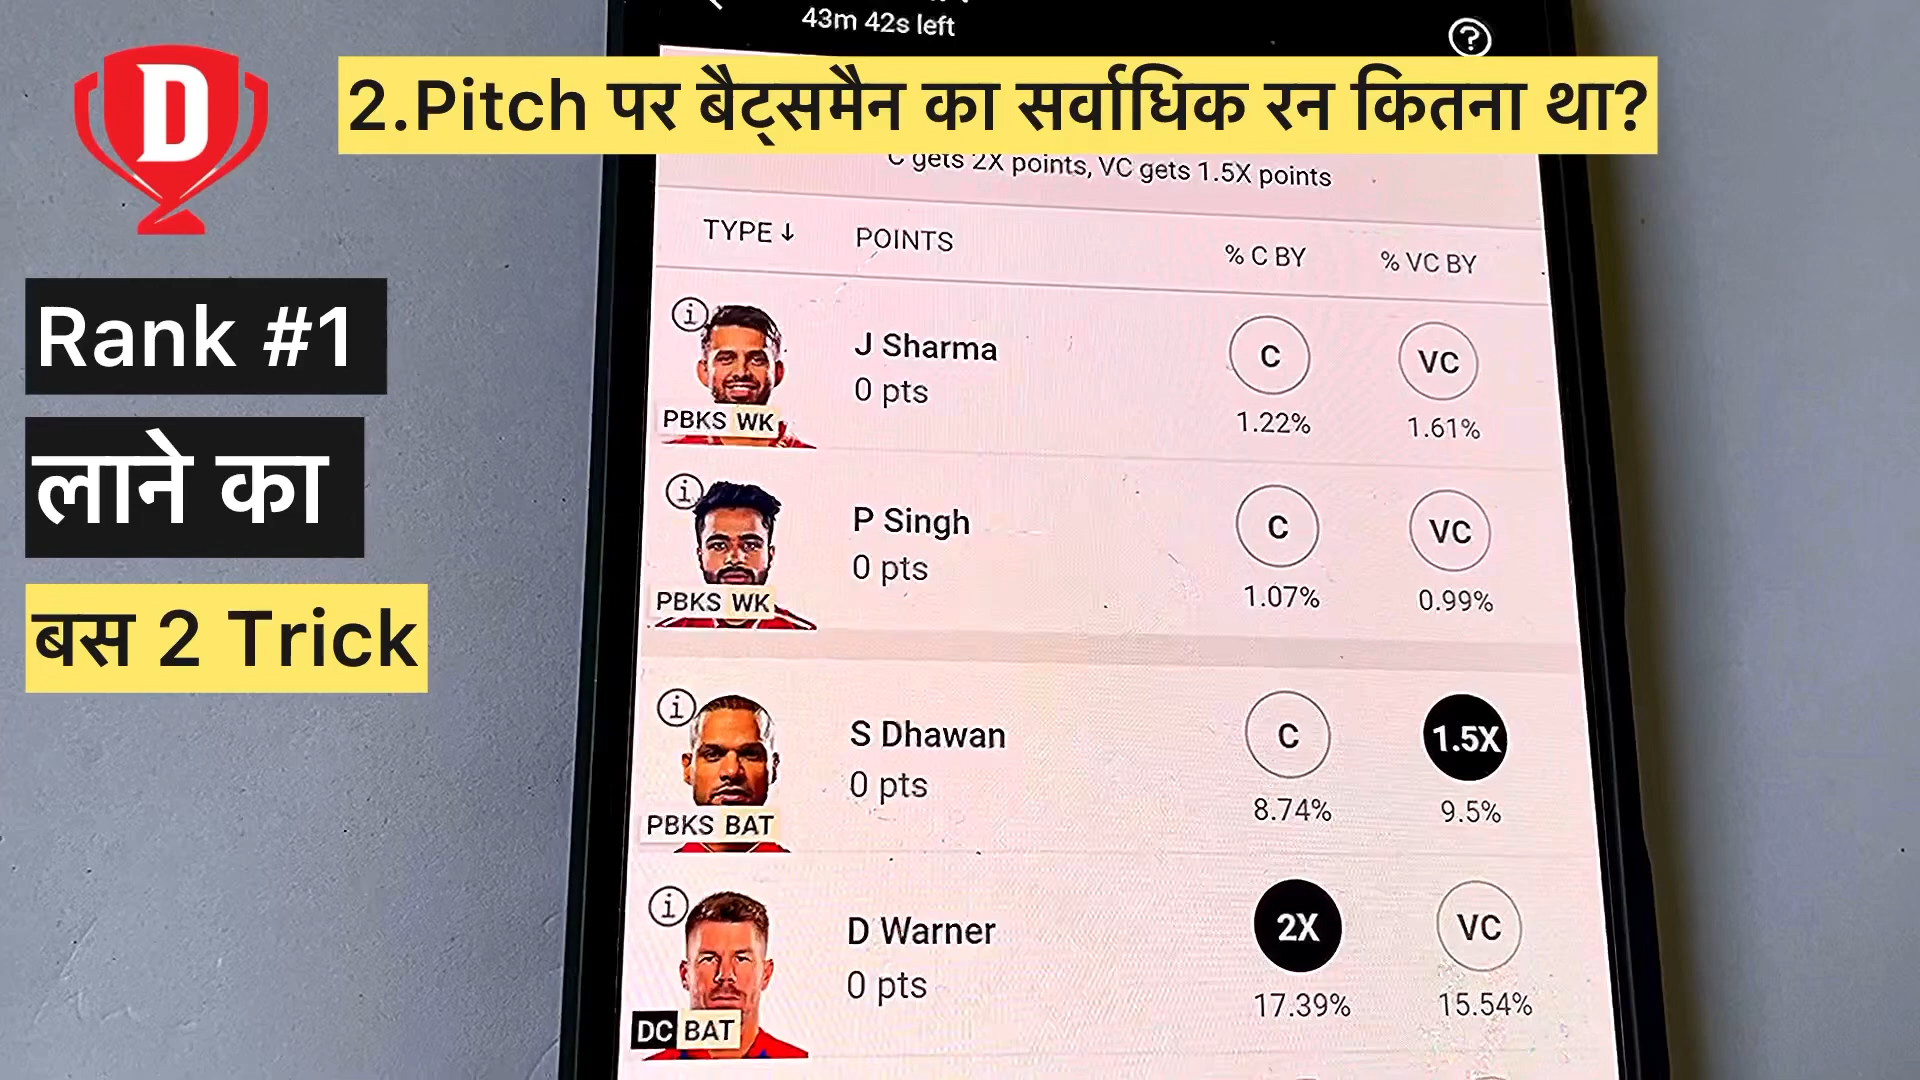 43m 42s left
?
D
2.Pitch पर बैट्समैन का सर्वाधिक रन कितना था?
C gets 2X points, VC gets 1.5X points
Rank #1
लाने का
बस 2 Trick
TYPE ↓ POINTS % C BY % VC BY
i
J Sharma
0 pts
PBKS WK
C
1.22%
VC
1.61%
i
P Singh
0 pts
PBKS WK
C
1.07%
VC
0.99%
i
S Dhawan
0 pts
PBKS BAT
C
8.74%
1.5X
9.5%
i
D Warner
0 pts
DC BAT
2X
17.39%
VC
15.54%